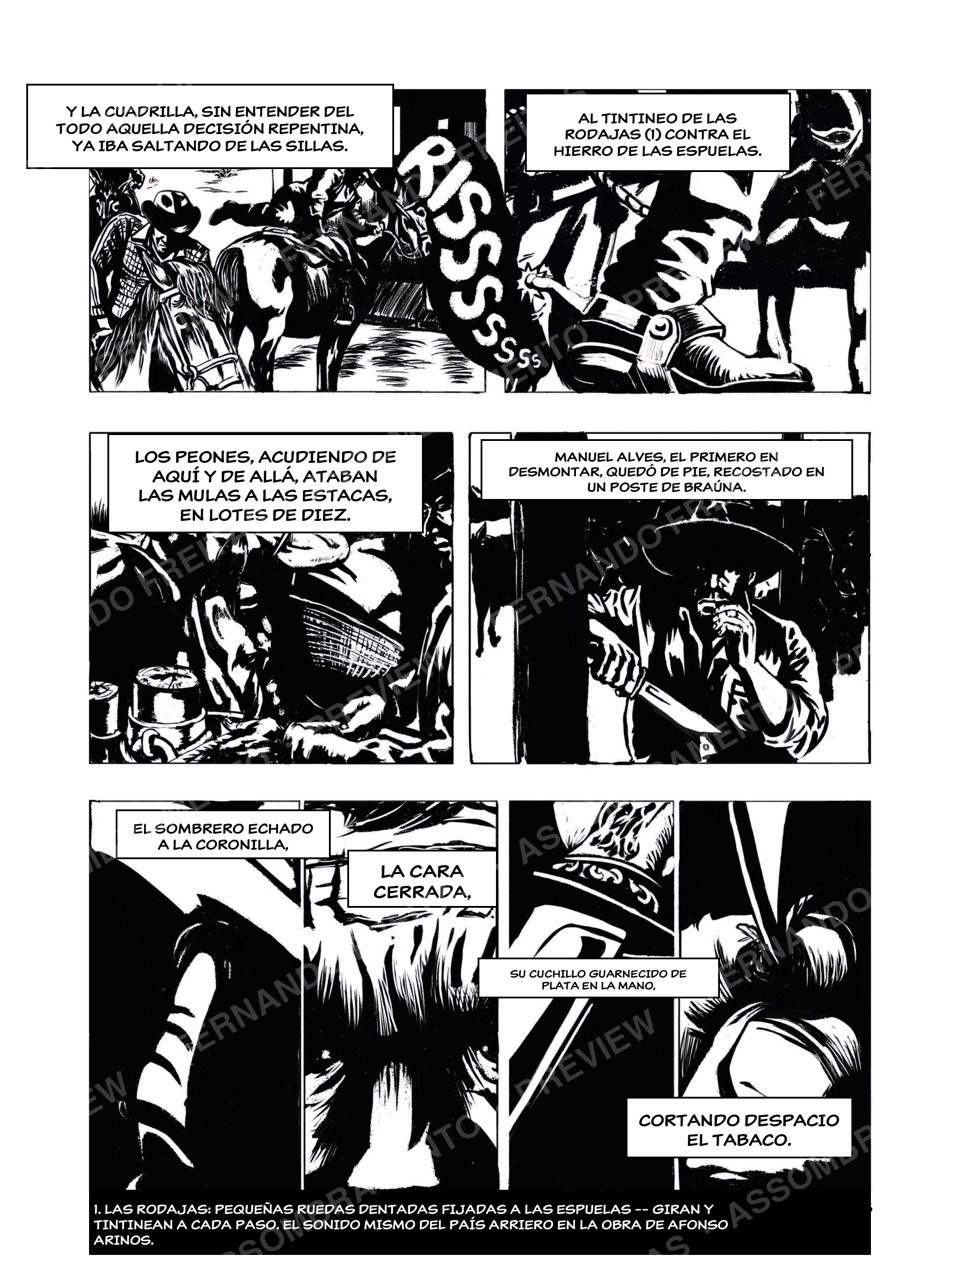 Y LA CUADRILLA, SIN ENTENDER DEL
TODO AQUELLA DECISIÓN REPENTINA,
YA IBA SALTANDO DE LAS SILLAS.
AL TINTINEO DE LAS
RODAJAS (1) CONTRA EL
HIERRO DE LAS ESPUELAS.
RISSSSSSS
LOS PEONES, ACUDIENDO DE
AQUÍ Y DE ALLÁ, ATABAN
LAS MULAS A LAS ESTACAS,
EN LOTES DE DIEZ.
MANUEL ALVES, EL PRIMERO EN
DESMONTAR, QUEDÓ DE PIE, RECOSTADO EN
UN POSTE DE BRAÚNA.
EL SOMBRERO ECHADO
A LA CORONILLA,
LA CARA
CERRADA,
SU CUCHILLO GUARNECIDO DE
PLATA EN LA MANO,
CORTANDO DESPACIO
EL TABACO.
1. LAS RODAJAS: PEQUEÑAS RUEDAS DENTADAS FIJADAS A LAS ESPUELAS -- GIRAN Y
TINTINEAN A CADA PASO. EL SONIDO MISMO DEL PAÍS ARRIERO EN LA OBRA DE AFONSO
ARINOS.